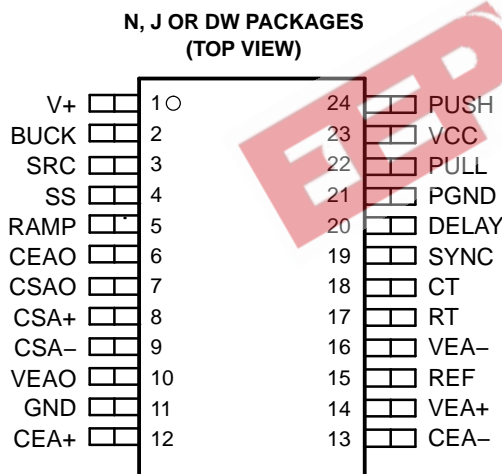 N, J OR DW PACKAGES
(TOP VIEW)
V+ 1 24 PUSH
BUCK 2 23 VCC
SRC 3 22 PULL
SS 4 21 PGND
RAMP 5 20 DELAY
CEAO 6 19 SYNC
CSAO 7 18 CT
CSA+ 8 17 RT
CSA– 9 16 VEA–
VEAO 10 15 REF
GND 11 14 VEA+
CEA+ 12 13 CEA–
EEP